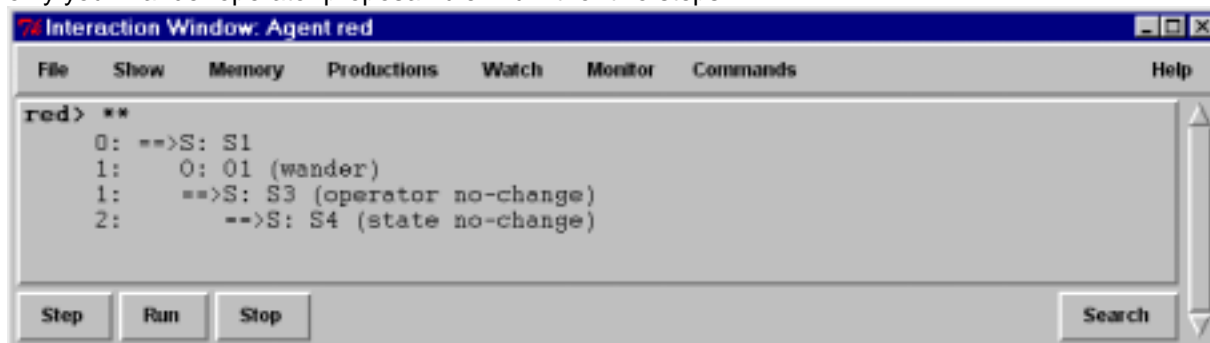 Interaction Window: Agent red
File Show Memory Productions Watch Monitor Commands Help
red> **
0: ==>S: S1
1: O: O1 (wander)
1: ==>S: S3 (operator no-change)
2: ==>S: S4 (state no-change)
Step Run Stop Search